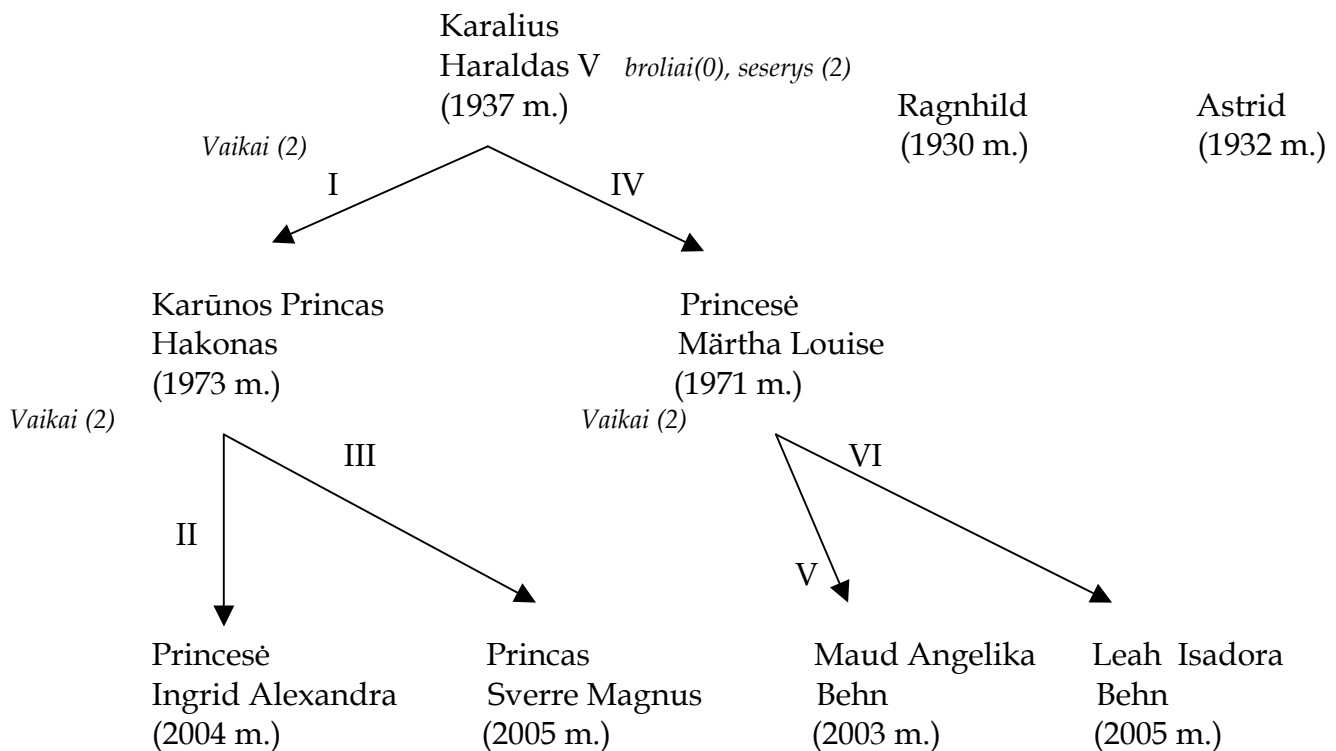 Karalius
Haraldas V broliai(0), seserys (2)
(1937 m.)
Ragnhild
(1930 m.)
Astrid
(1932 m.)
Vaikai (2)
I
IV
Karūnos Princas
Hakonas
(1973 m.)
Princesė
Märtha Louise
(1971 m.)
Vaikai (2)
Vaikai (2)
III
VI
II
V
Princesė
Ingrid Alexandra
(2004 m.)
Princas
Sverre Magnus
(2005 m.)
Maud Angelika
Behn
(2003 m.)
Leah Isadora
Behn
(2005 m.)